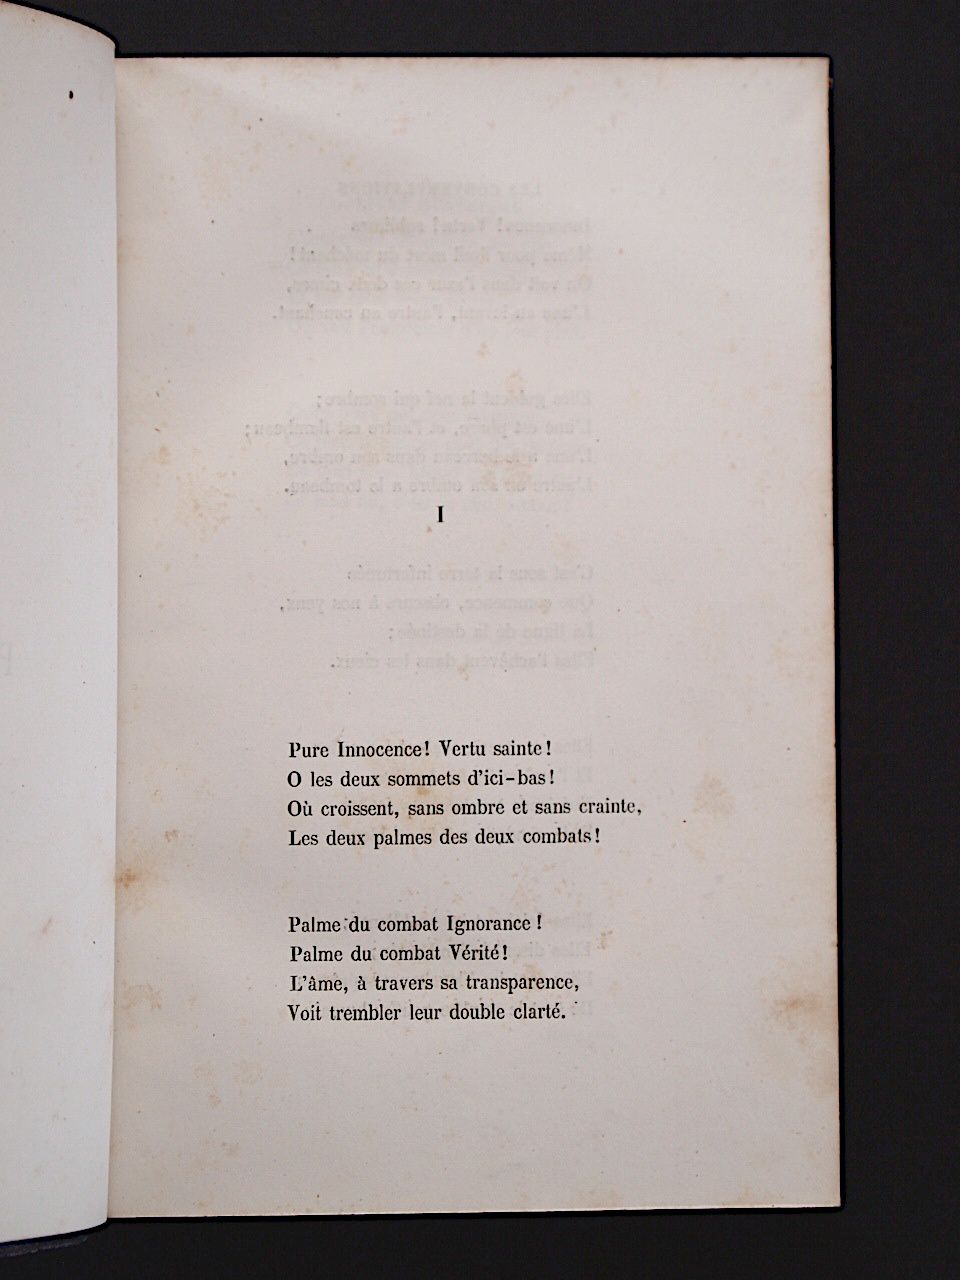 I
Pure Innocence! Vertu sainte!
O les deux sommets d'ici-bas!
Où croissent, sans ombre et sans crainte,
Les deux palmes des deux combats!
Palme du combat Ignorance!
Palme du combat Vérité!
L'âme, à travers sa transparence,
Voit trembler leur double clarté.